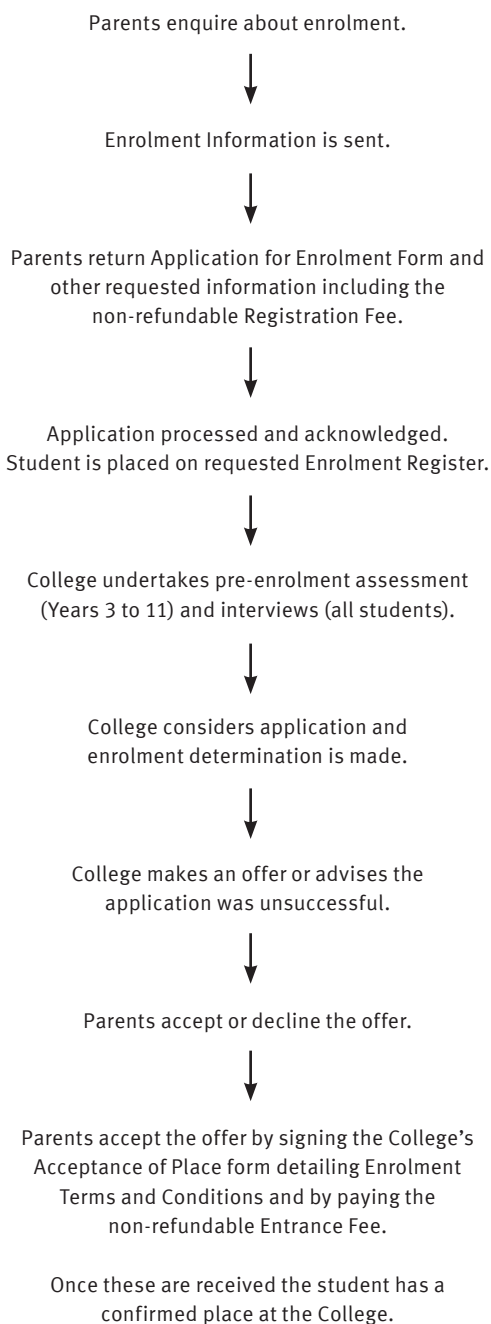 Parents enquire about enrolment.
Enrolment Information is sent.
Parents return Application for Enrolment Form and
other requested information including the
non-refundable Registration Fee.
Application processed and acknowledged.
Student is placed on requested Enrolment Register.
College undertakes pre-enrolment assessment
(Years 3 to 11) and interviews (all students).
College considers application and
enrolment determination is made.
College makes an offer or advises the
application was unsuccessful.
Parents accept or decline the offer.
Parents accept the offer by signing the College’s
Acceptance of Place form detailing Enrolment
Terms and Conditions and by paying the
non-refundable Entrance Fee.
Once these are received the student has a
confirmed place at the College.